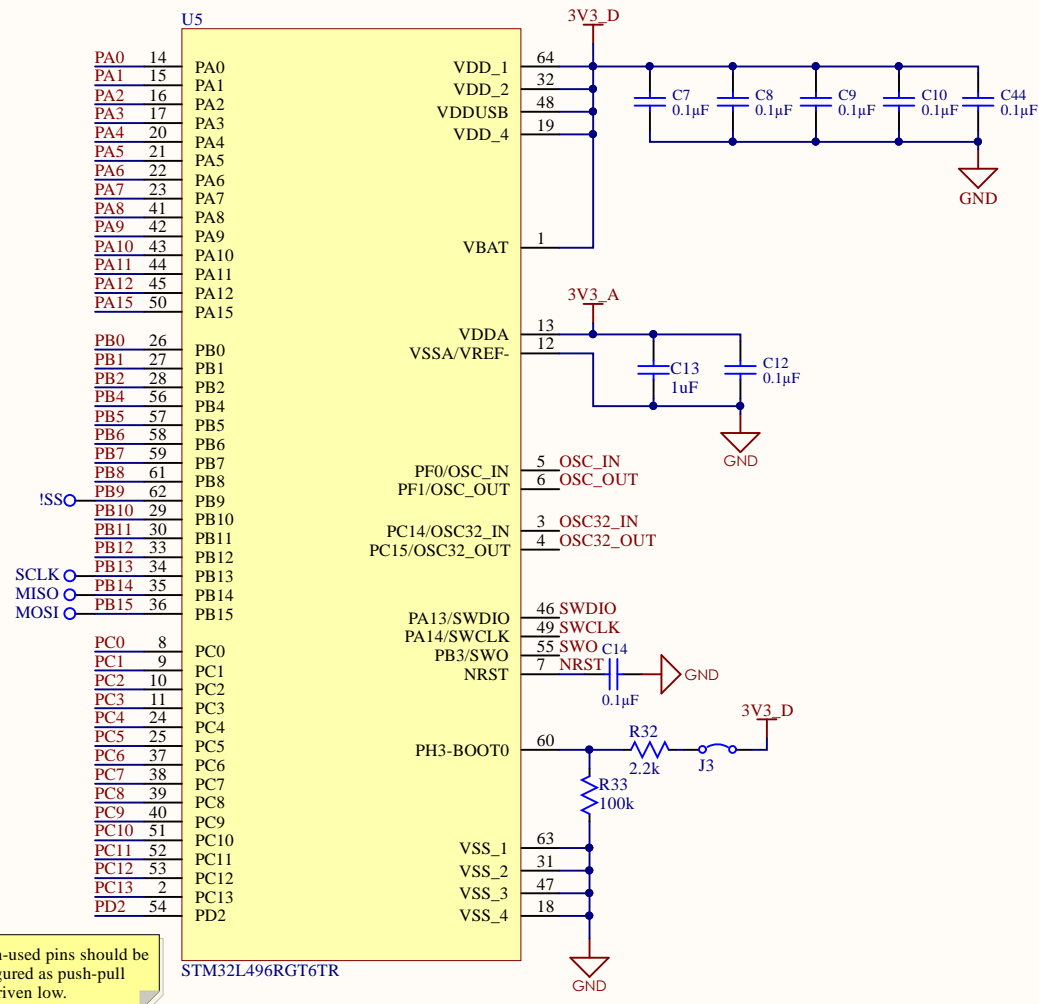 U5
3V3_D
PA0 14 PA0
PA1 15 PA1
PA2 16 PA2
PA3 17 PA3
PA4 20 PA4
PA5 21 PA5
PA6 22 PA6
PA7 23 PA7
PA8 41 PA8
PA9 42 PA9
PA10 43 PA10
PA11 44 PA11
PA12 45 PA12
PA15 50 PA15
PB0 26 PB0
PB1 27 PB1
PB2 28 PB2
PB4 56 PB4
PB5 57 PB5
PB6 58 PB6
PB7 59 PB7
PB8 61 PB8
!SS PB9 62 PB9
PB10 29 PB10
PB11 30 PB11
PB12 33 PB12
SCLK PB13 34 PB13
MISO PB14 35 PB14
MOSI PB15 36 PB15
PC0 8 PC0
PC1 9 PC1
PC2 10 PC2
PC3 11 PC3
PC4 24 PC4
PC5 25 PC5
PC6 37 PC6
PC7 38 PC7
PC8 39 PC8
PC9 40 PC9
PC10 51 PC10
PC11 52 PC11
PC12 53 PC12
PC13 2 PC13
PD2 54 PD2
VDD_1 64
VDD_2 32
VDDUSB 48
VDD_4 19
VBAT 1
C7
0.1µF
C8
0.1µF
C9
0.1µF
C10
0.1µF
C44
0.1µF
GND
3V3_A
VDDA 13
VSSA/VREF- 12
C13
1uF
C12
0.1µF
GND
PF0/OSC_IN 5 OSC_IN
PF1/OSC_OUT 6 OSC_OUT
PC14/OSC32_IN 3 OSC32_IN
PC15/OSC32_OUT 4 OSC32_OUT
PA13/SWDIO 46 SWDIO
PA14/SWCLK 49 SWCLK
PB3/SWO 55 SWO
NRST 7 NRST
C14
0.1µF
GND
3V3_D
PH3-BOOT0 60
R32
2.2k
J3
R33
100k
VSS_1 63
VSS_2 31
VSS_3 47
VSS_4 18
GND
STM32L496RGT6TR
-used pins should be
gured as push-pull
riven low.